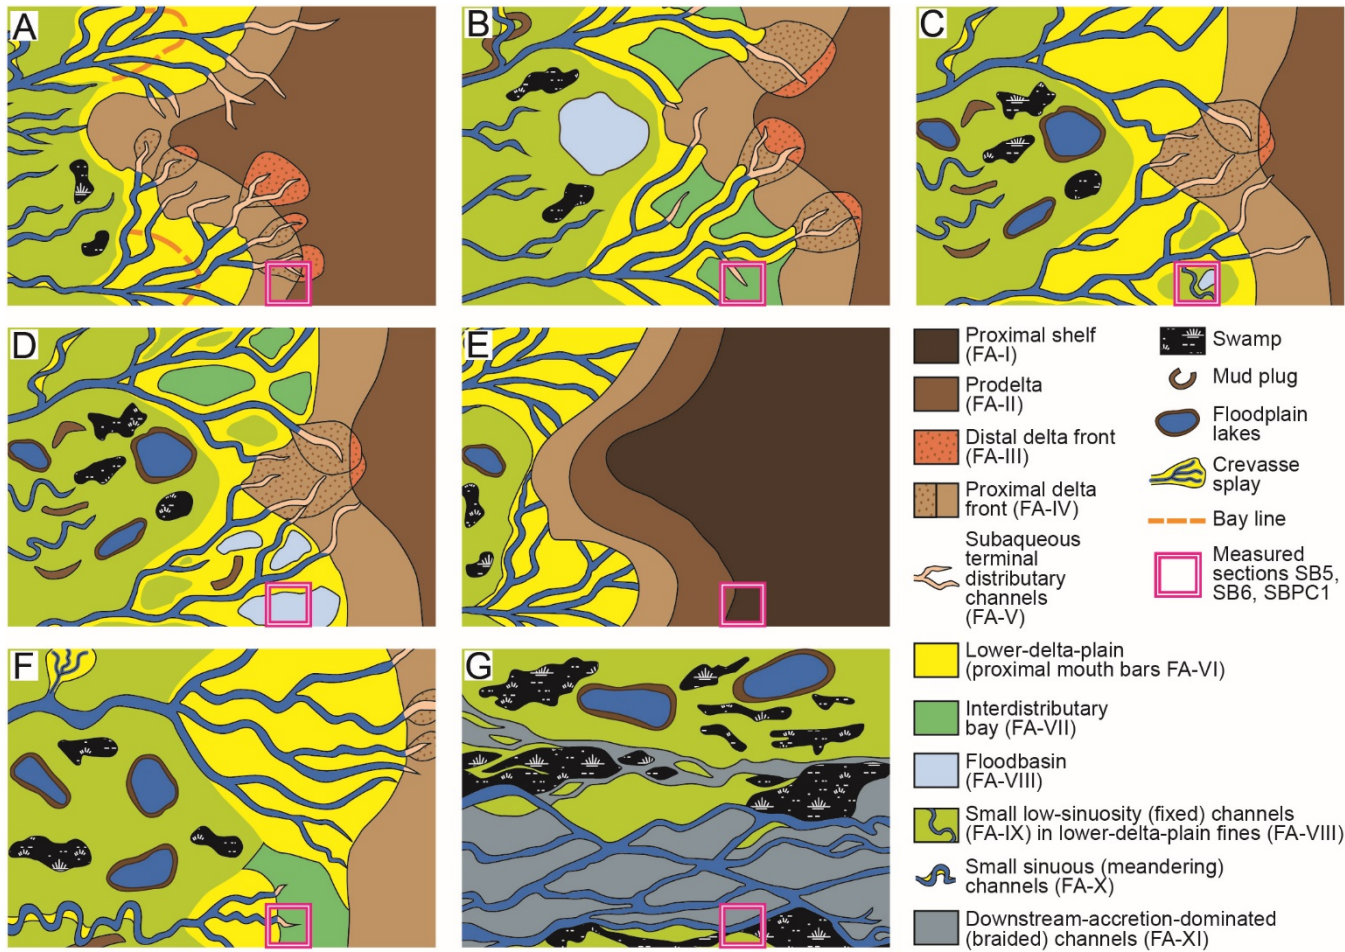 A
B
C
D
E
F
G
Proximal shelf
(FA-I)
Prodelta
(FA-II)
Distal delta front
(FA-III)
Proximal delta
front (FA-IV)
Subaqueous
terminal
distributary
channels
(FA-V)
Lower-delta-plain
(proximal mouth bars FA-VI)
Interdistributary
bay (FA-VII)
Floodbasin
(FA-VIII)
Small low-sinuosity (fixed) channels
(FA-IX) in lower-delta-plain fines (FA-VIII)
Small sinuous (meandering)
channels (FA-X)
Downstream-accretion-dominated
(braided) channels (FA-XI)
Swamp
Mud plug
Floodplain
lakes
Crevasse
splay
Bay line
Measured
sections SB5,
SB6, SBPC1